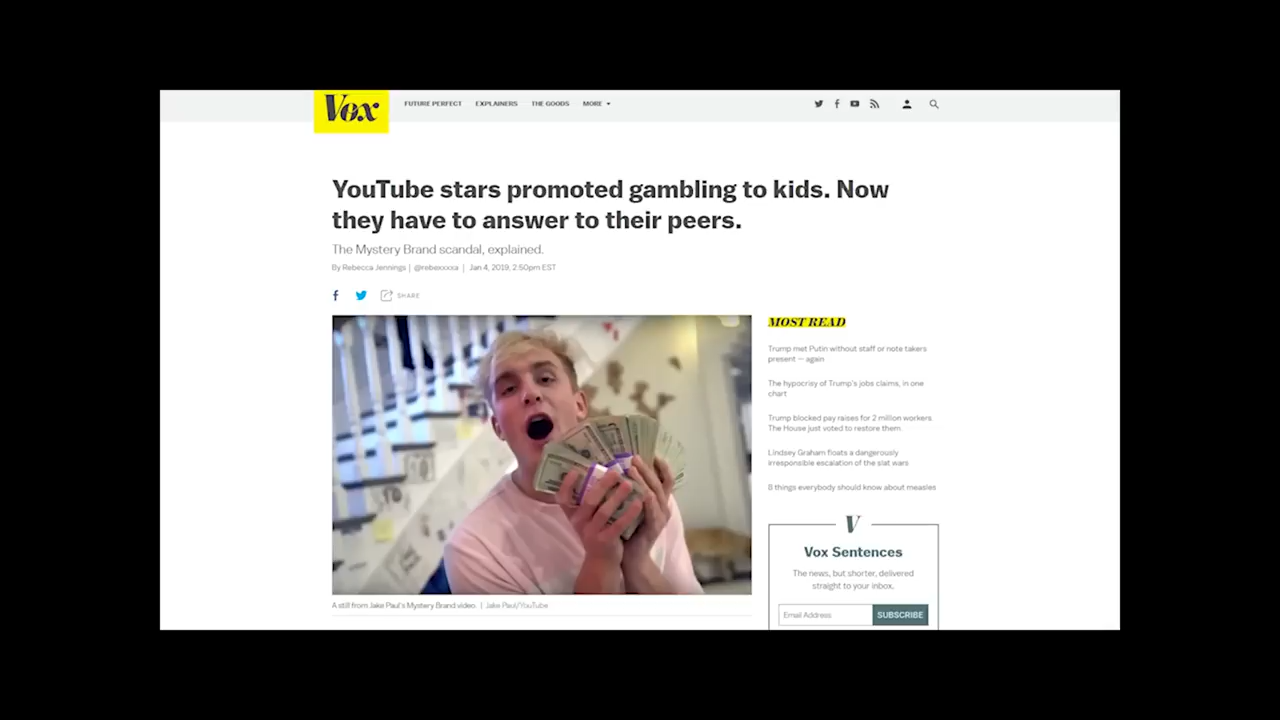 Vox
FUTURE PERFECT
EXPLAINERS
THE GOODS
MORE
YouTube stars promoted gambling to kids. Now
they have to answer to their peers.
The Mystery Brand scandal, explained.
By Rebecca Jennings | @rebexxxxa | Jan 4, 2019, 2:50pm EST
SHARE
A still from Jake Paul's Mystery Brand video. | Jake Paul/YouTube
MOST READ
Trump met Putin without staff or note takers
present — again
The hypocrisy of Trump's jobs claims, in one
chart
Trump blocked pay raises for 2 million workers.
The House just voted to restore them.
Lindsey Graham floats a dangerously
irresponsible escalation of the slat wars
8 things everybody should know about measles
V
Vox Sentences
The news, but shorter, delivered
straight to your inbox.
Email Address
SUBSCRIBE